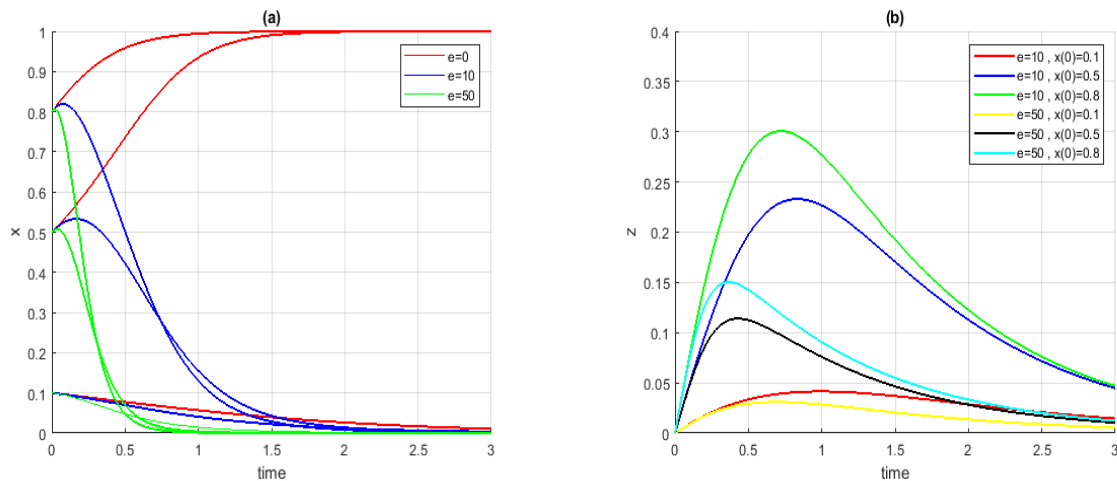 (a)
1
0.9
0.8
0.7
0.6
0.5
0.4
0.3
0.2
0.1
0
x
0
0.5
1
1.5
2
2.5
3
time
e=0
e=10
e=50
(b)
0.4
0.35
0.3
0.25
0.2
0.15
0.1
0.05
0
z
0
0.5
1
1.5
2
2.5
3
time
e=10 , x(0)=0.1
e=10 , x(0)=0.5
e=10 , x(0)=0.8
e=50 , x(0)=0.1
e=50 , x(0)=0.5
e=50 , x(0)=0.8